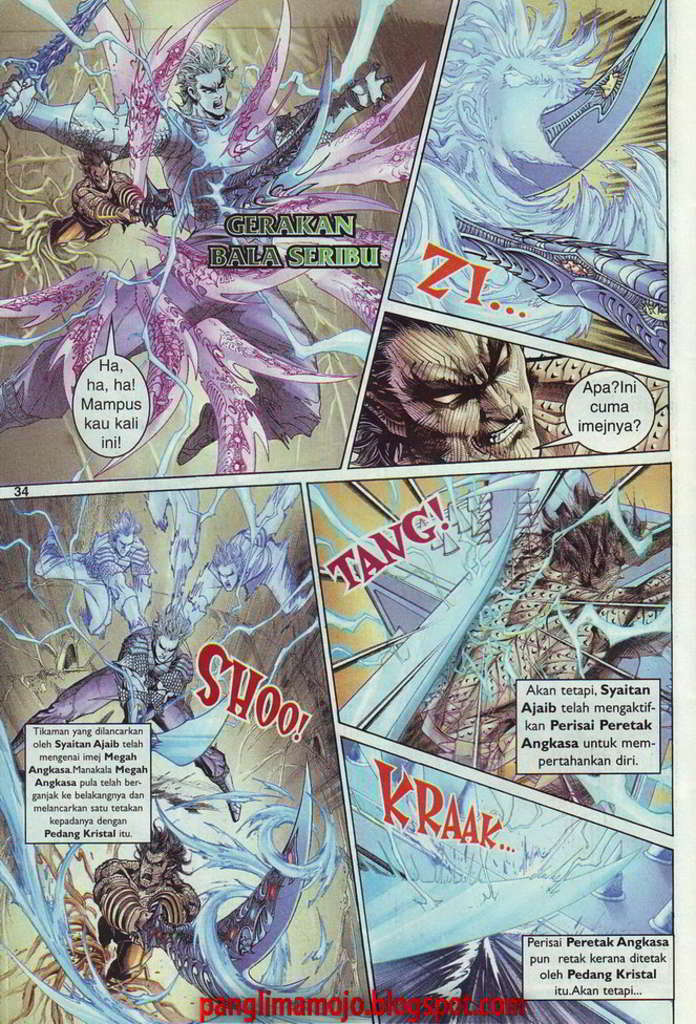 GERAKAN
BALA SERIBU
Ha,
ha, ha!
Mampus
kau kali
ini!
ZI...
Apa?Ini
cuma
imejnya?
34
SHOO!
Tikaman yang dilancarkan
oleh Syaitan Ajaib telah
mengenai imej Megah
Angkasa.Manakala Megah
Angkasa pula telah ber-
ganjak ke belakangnya dan
melancarkan satu tetakan
kepadanya dengan
Pedang Kristal itu.
TANG!
Akan tetapi, Syaitan
Ajaib telah mengaktif-
kan Perisai Peretak
Angkasa untuk mem-
pertahankan diri.
KRAAK...
Perisai Peretak Angkasa
pun retak kerana ditetak
oleh Pedang Kristal
itu.Akan tetapi...
panglimamojo.blogspot.com